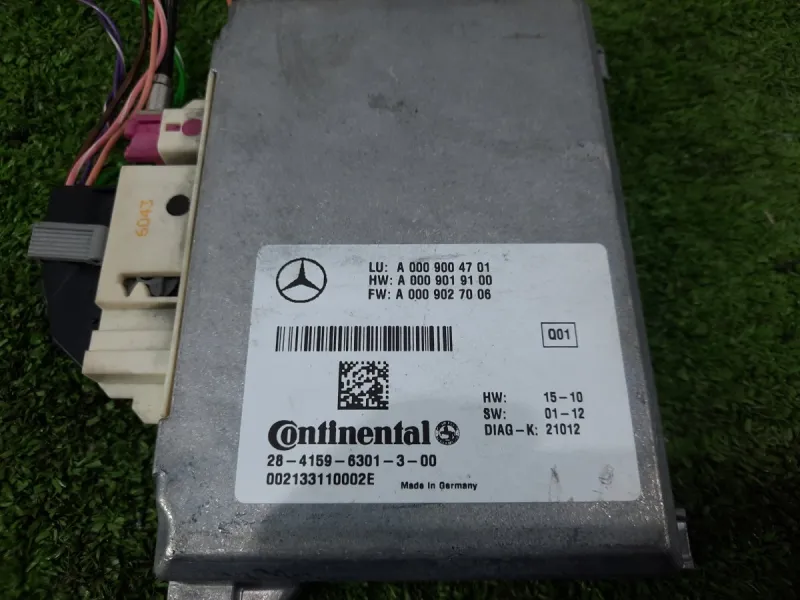 6043
LU: A 000 900 47 01
HW: A 000 901 91 00
FW: A 000 902 70 06
Q01
HW: 15-10
SW: 01-12
DIAG-K: 21012
Continental
28-4159-6301-3-00
002133110002E
Made in Germany